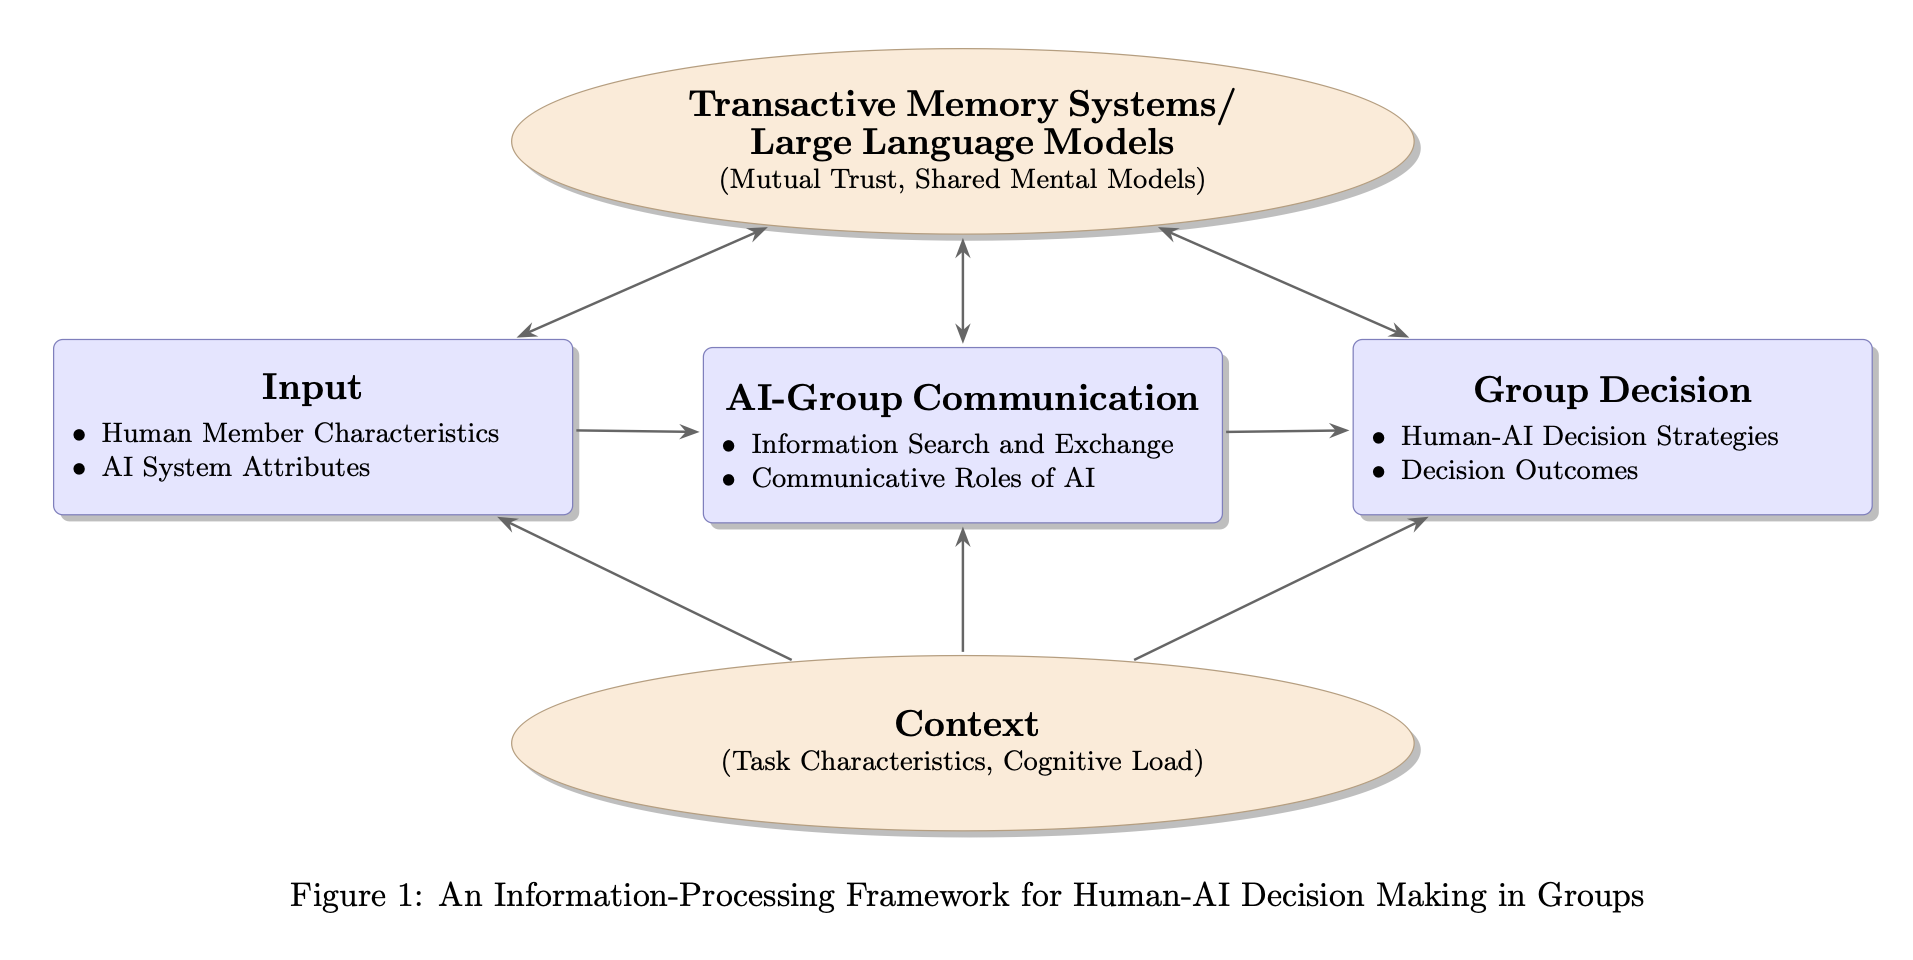 Transactive Memory Systems/
Large Language Models
(Mutual Trust, Shared Mental Models)
Input
• Human Member Characteristics
• AI System Attributes
AI-Group Communication
• Information Search and Exchange
• Communicative Roles of AI
Group Decision
• Human-AI Decision Strategies
• Decision Outcomes
Context
(Task Characteristics, Cognitive Load)
Figure 1: An Information-Processing Framework for Human-AI Decision Making in Groups